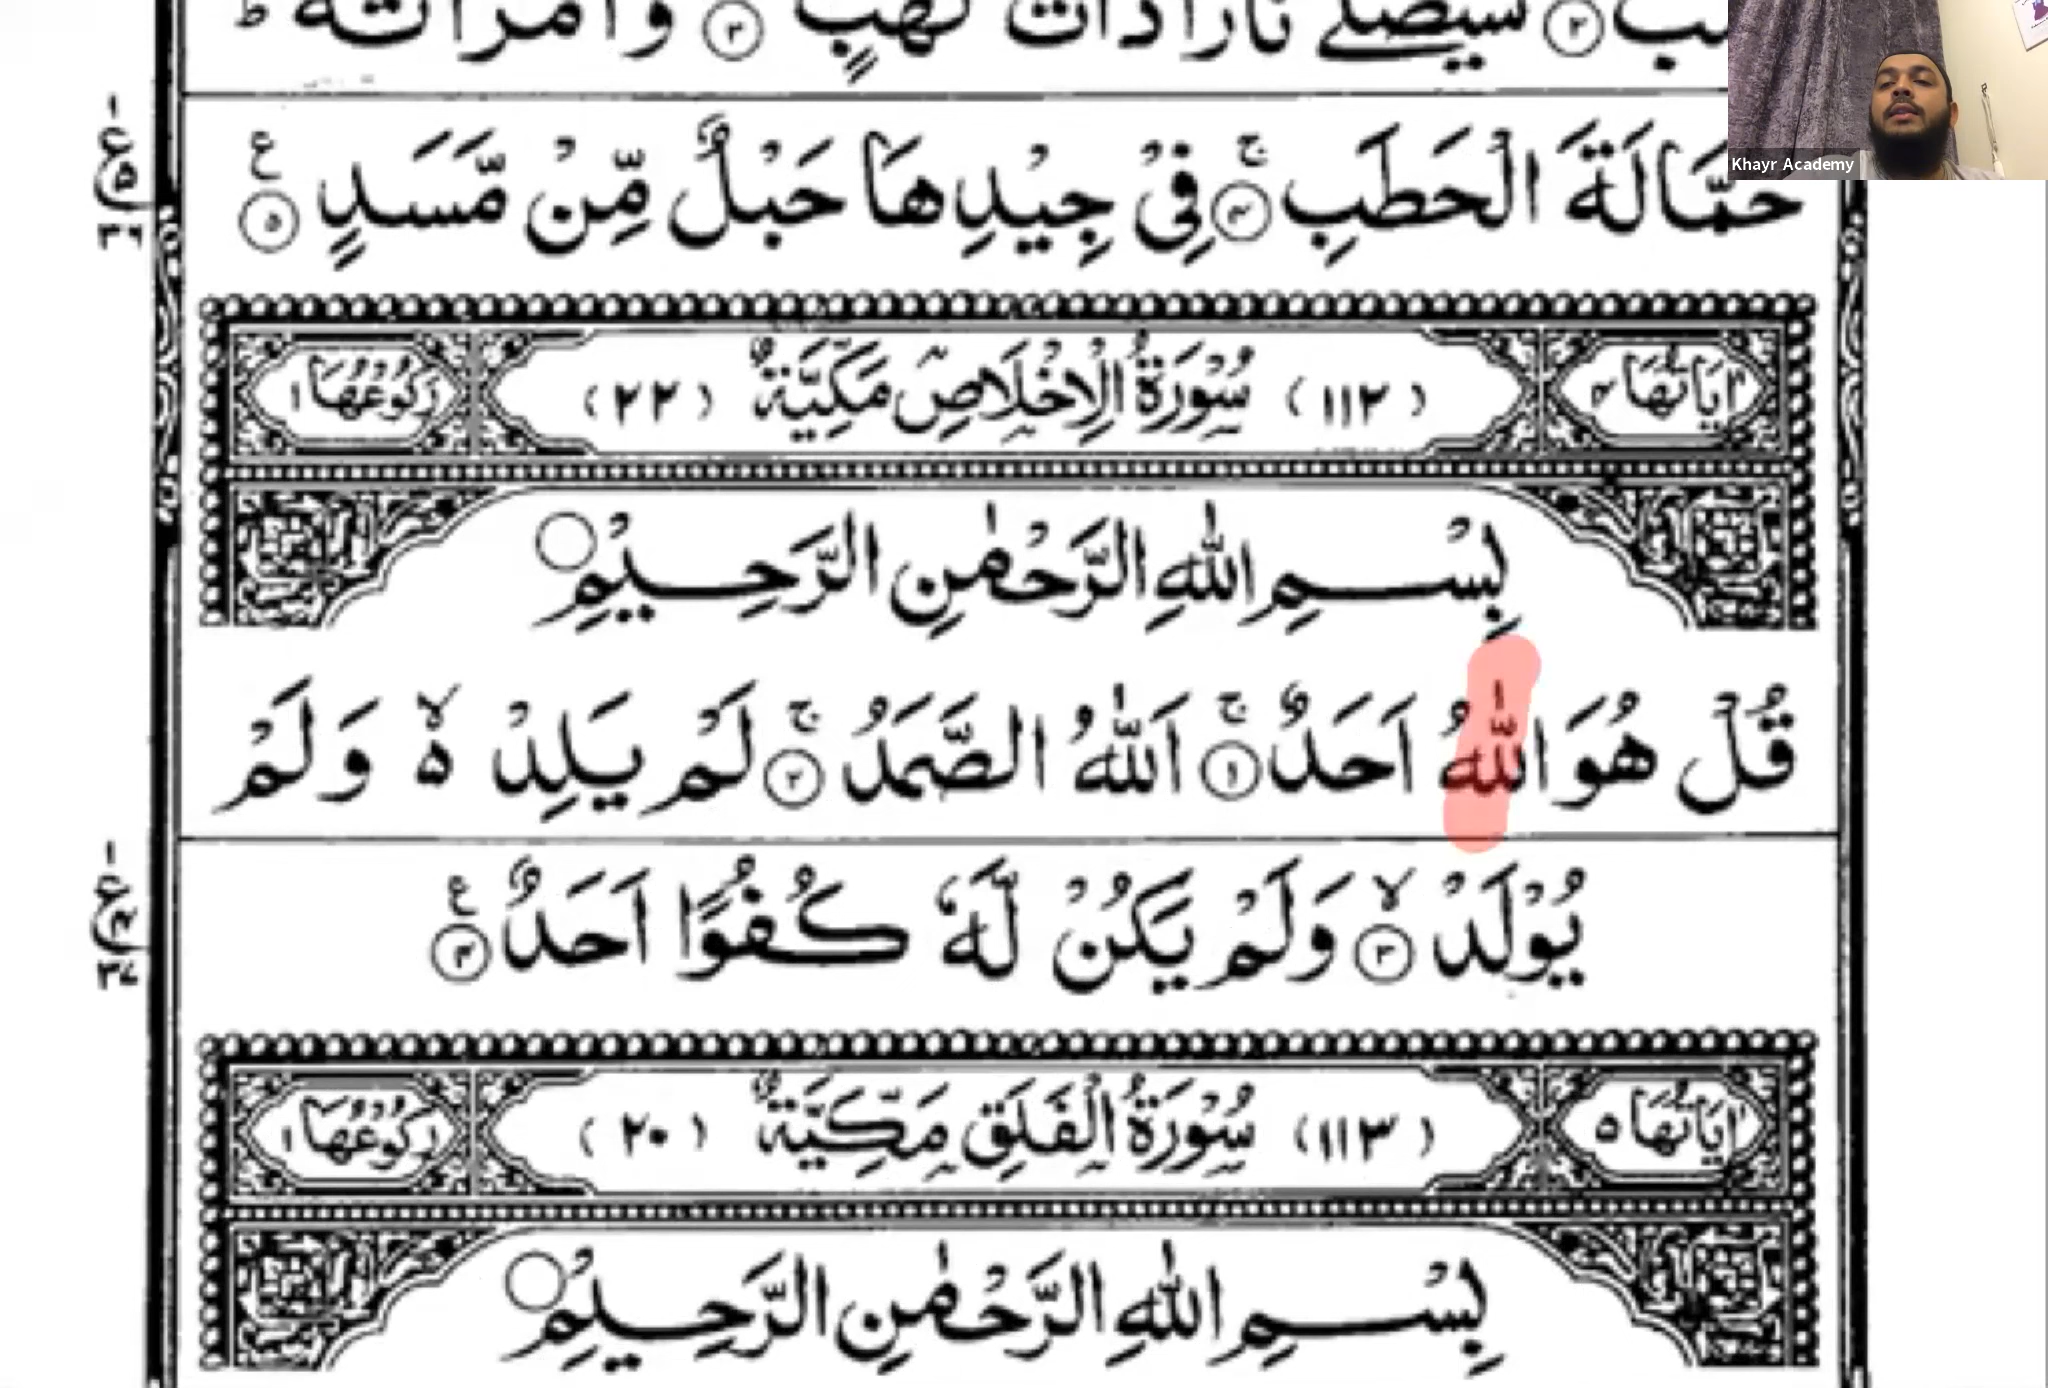 سَيَصْلٰى نَارًا ذَاتَ لَهَبٍ ۝٣ وَّامْرَاَتُهٗ ؕ
Khayr Academy
حَمَّالَةَ الْحَطَبِ ۚ۝٤ فِيْ جِيْدِهَا حَبْلٌ مِّنْ مَّسَدٍ ۝٥ ع
اٰيَاتُهَا ٤ (١١٢) سُوْرَةُ الْاِخْلَاصِ مَكِّيَّةٌ (٢٢) رُكُوْعُهَا ١
بِسْمِ اللّٰهِ الرَّحْمٰنِ الرَّحِيْمِ
قُلْ هُوَ اللّٰهُ اَحَدٌ ۚ۝١ اَللّٰهُ الصَّمَدُ ۚ۝٢ لَمْ يَلِدْ ۙ۬ وَلَمْ
يُوْلَدْ ۙ۝٣ وَلَمْ يَكُنْ لَّهٗ كُفُوًا اَحَدٌ ۝٤ ع
اٰيَاتُهَا ٥ (١١٣) سُوْرَةُ الْفَلَقِ مَكِّيَّةٌ (٢٠) رُكُوْعُهَا ١
بِسْمِ اللّٰهِ الرَّحْمٰنِ الرَّحِيْمِ